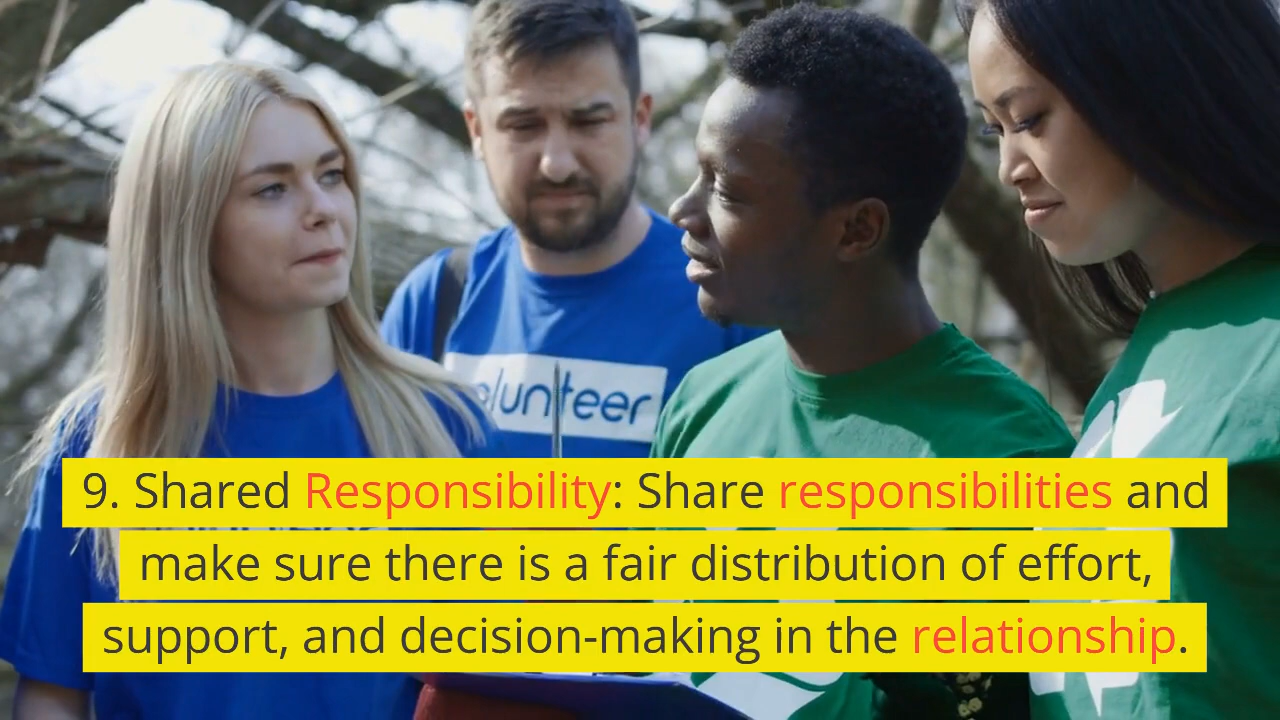 olunteer
9. Shared Responsibility: Share responsibilities and
make sure there is a fair distribution of effort,
support, and decision-making in the relationship.